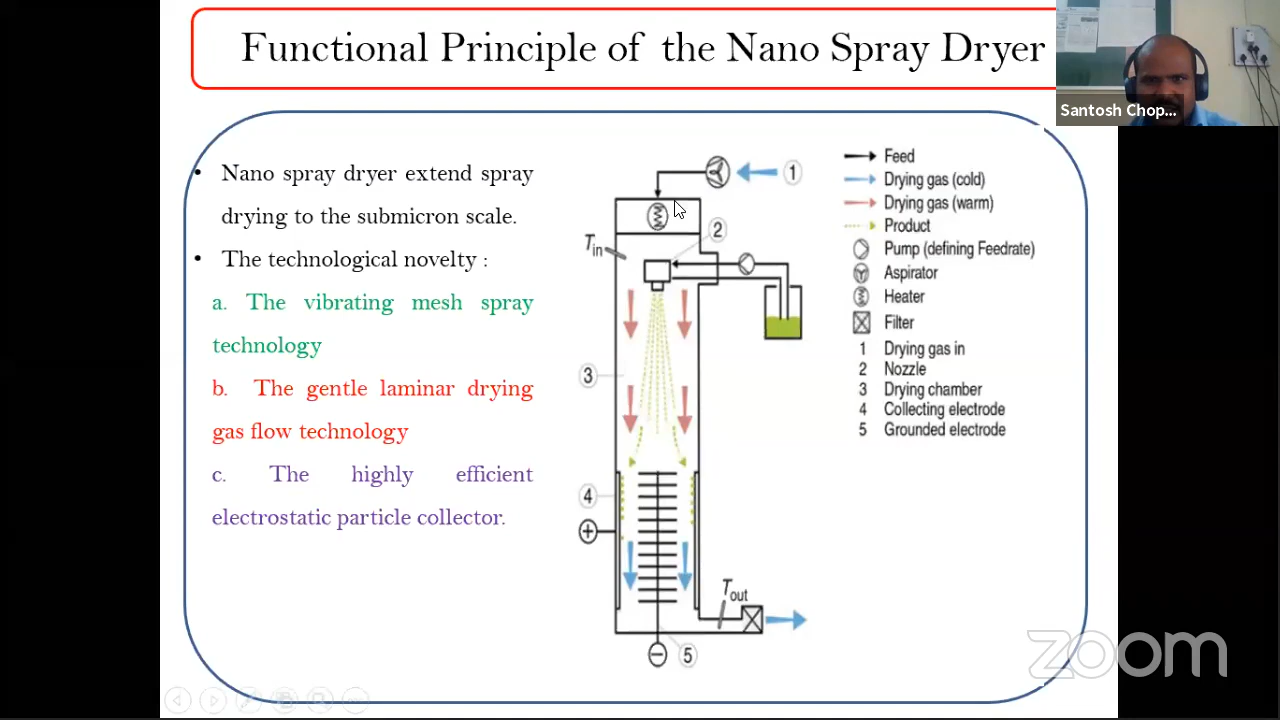 Functional Principle of the Nano Spray Dryer
Santosh Chop...
• Nano spray dryer extend spray
drying to the submicron scale.
• The technological novelty :
a. The vibrating mesh spray
technology
b. The gentle laminar drying
gas flow technology
c. The highly efficient
electrostatic particle collector.
1
2
Tin
3
4
+
Tout
− 5
Feed
Drying gas (cold)
Drying gas (warm)
Product
Pump (defining Feedrate)
Aspirator
Heater
Filter
1 Drying gas in
2 Nozzle
3 Drying chamber
4 Collecting electrode
5 Grounded electrode
zoom